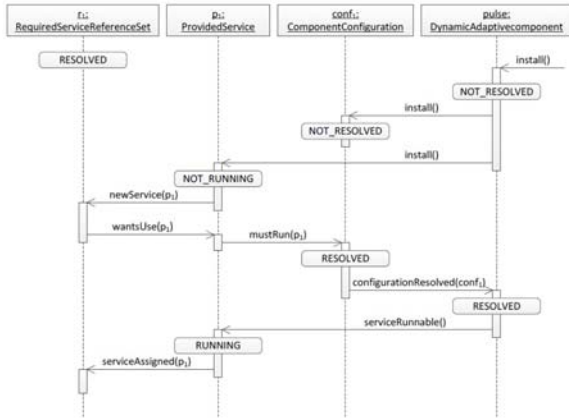 r₁:
RequiredServiceReferenceSet
p₁:
ProvidedService
conf₁:
ComponentConfiguration
pulse:
DynamicAdaptivecomponent
RESOLVED
install()
NOT_RESOLVED
install()
NOT_RESOLVED
install()
NOT_RUNNING
newService(p₁)
wantsUse(p₁)
mustRun(p₁)
RESOLVED
configurationResolved(conf₁)
RESOLVED
serviceRunnable()
RUNNING
serviceAssigned(p₁)